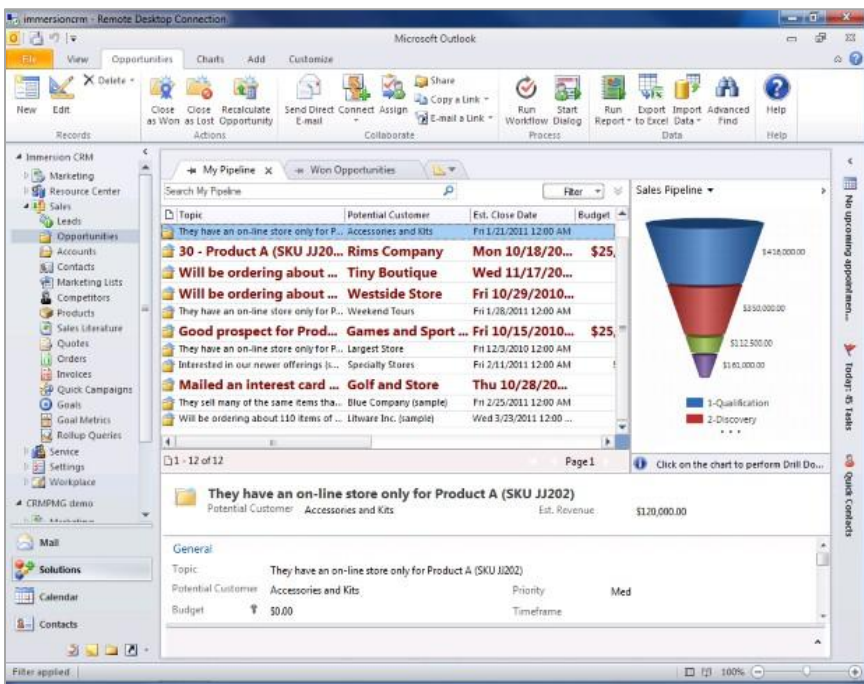 immersioncrm - Remote Desktop Connection
Microsoft Outlook
File View Opportunities Charts Add Customize
New Edit Delete
Close as Won Close as Lost Recalculate Opportunity
Send Direct E-mail Connect Assign Share
Copy a Link
E-mail a Link
Run Workflow Start Dialog
Run Report Export to Excel Import Data Advanced Find
Help
Records Actions Collaborate Process Data Help
Immersion CRM
Marketing
Resource Center
Sales
Leads
Opportunities
Accounts
Contacts
Marketing Lists
Competitors
Products
Sales Literature
Quotes
Orders
Invoices
Quick Campaigns
Goals
Goal Metrics
Rollup Queries
Service
Settings
Workplace
CRMPMG demo
Marketing
Mail
Solutions
Calendar
Contacts
My Pipeline Won Opportunities
Search My Pipeline Filter
Topic Potential Customer Est. Close Date Budget
They have an on-line store only for P... Accessories and Kits Fri 1/21/2011 12:00 AM
30 - Product A (SKU JJ20... Rims Company Mon 10/18/20... $25,
Will be ordering about ... Tiny Boutique Wed 11/17/20...
Will be ordering about ... Westside Store Fri 10/29/2010...
They have an on-line store only for P... Weekend Tours Fri 1/28/2011 12:00 AM
Good prospect for Prod... Games and Sport ... Fri 10/15/2010... $25,
They have an on-line store only for P... Largest Store Fri 12/3/2010 12:00 AM
Interested in our newer offerings (s... Specialty Stores Fri 2/11/2011 12:00 AM
Mailed an interest card ... Golf and Store Thu 10/28/20...
They sell many of the same items tha... Blue Company (sample) Fri 2/25/2011 12:00 AM
Will be ordering about 110 items of ... Litware Inc. (sample) Wed 3/23/2011 12:00 ...
1 - 12 of 12 Page 1
Sales Pipeline
$416,000.00
$350,000.00
$112,500.00
$161,000.00
1-Qualification
2-Discovery
...
Click on the chart to perform Drill Do...
They have an on-line store only for Product A (SKU JJ202)
Potential Customer Accessories and Kits Est. Revenue $120,000.00
General
Topic They have an on-line store only for Product A (SKU JJ202)
Potential Customer Accessories and Kits Priority Med
Budget $0.00 Timeframe
No upcoming appointmen...
Today: 45 Tasks
Quick Contacts
Filter applied 100%